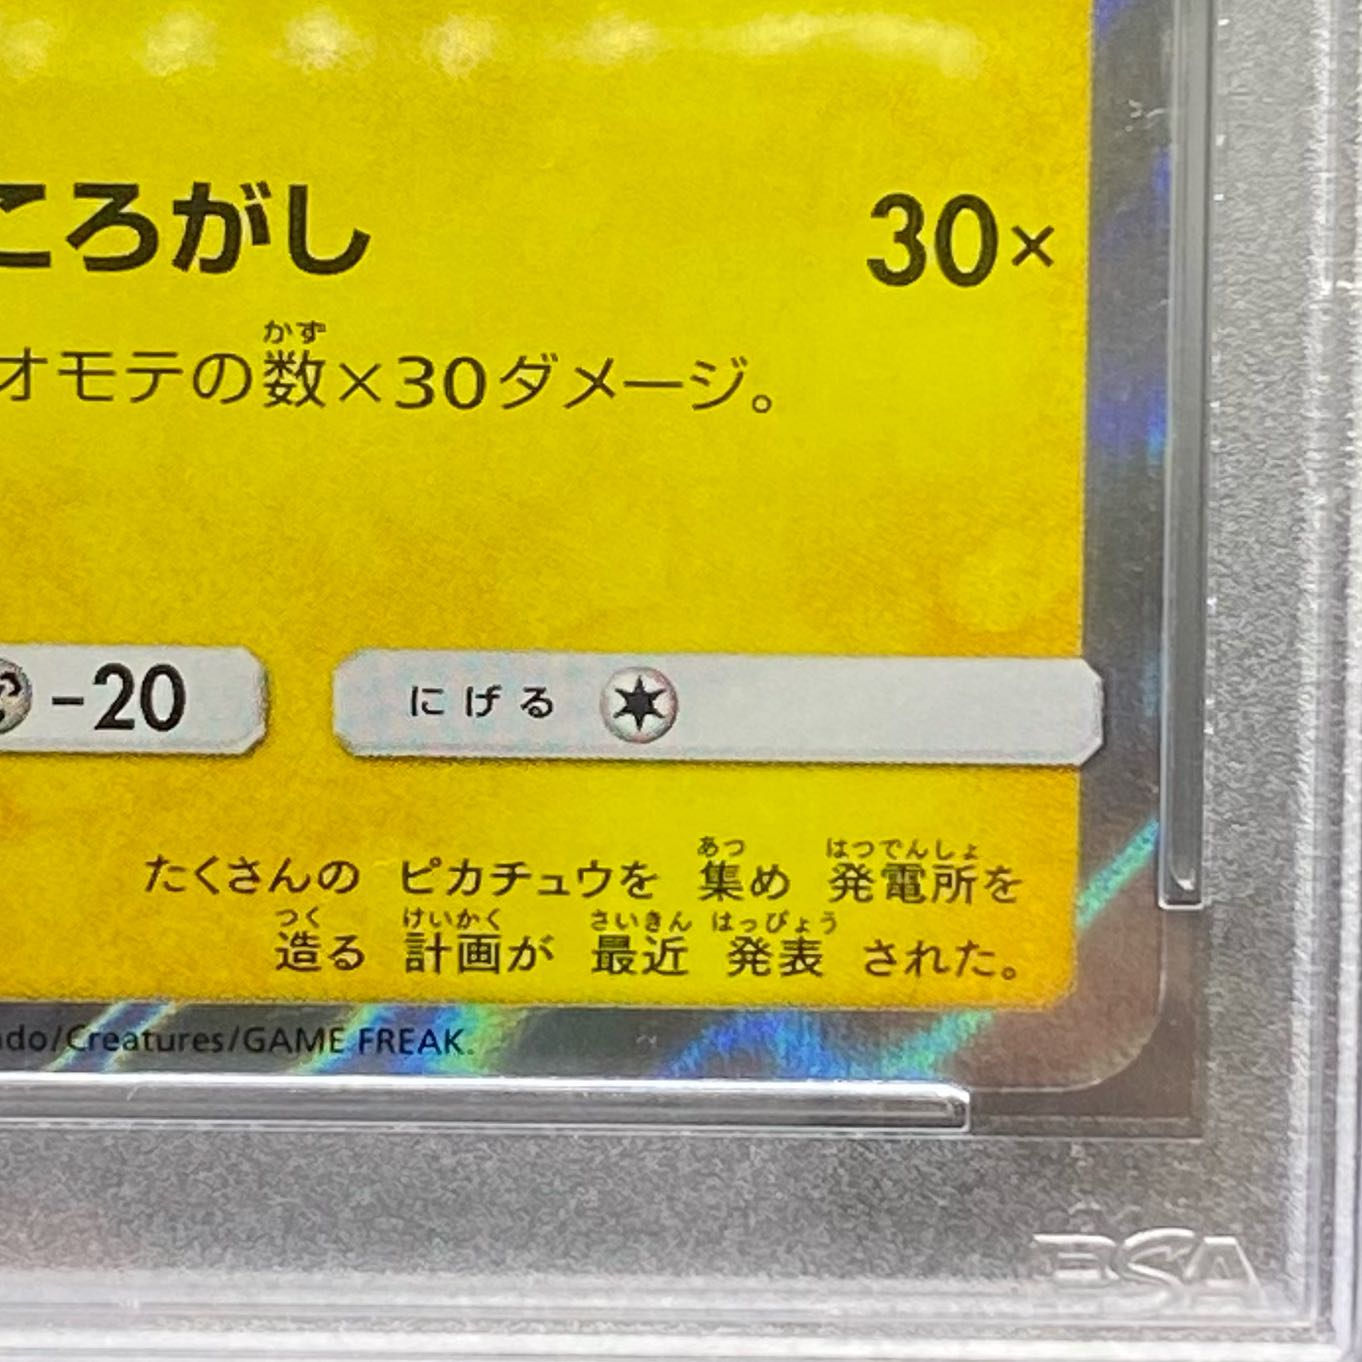 ころがし 30×
かず
オモテの数×30ダメージ。
-20 にげる
あつ はつでんしょ
たくさんの ピカチュウを 集め 発電所を
つく けいかく さいきん はっぴょう
造る 計画が 最近 発表 された。
ndo/Creatures/GAME FREAK.
PSA